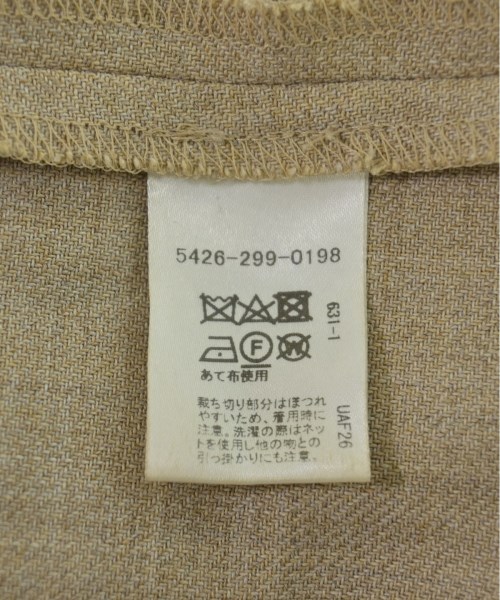 5426-299-0198
631-1
F
W
あて布使用
裁ち切り部分はほつれ
やすいため、着用時に
注意。洗濯の際はネッ
トを使用し他の物との
引っ掛かりにも注意。
UAF26